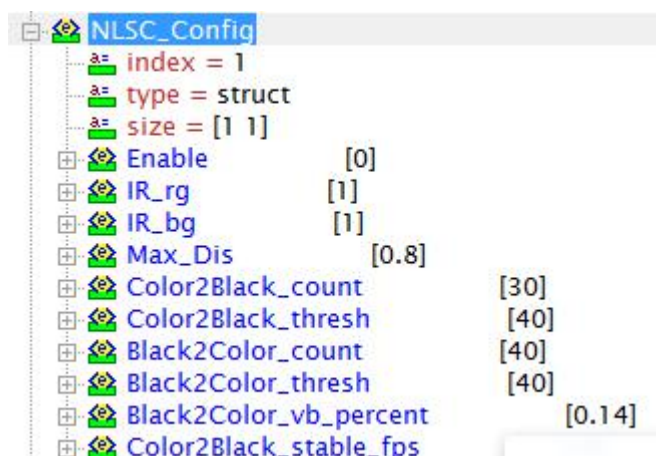 NLSC_Config
index = 1
type = struct
size = [1 1]
Enable [0]
IR_rg [1]
IR_bg [1]
Max_Dis [0.8]
Color2Black_count [30]
Color2Black_thresh [40]
Black2Color_count [40]
Black2Color_thresh [40]
Black2Color_vb_percent [0.14]
Color2Black_stable_fps